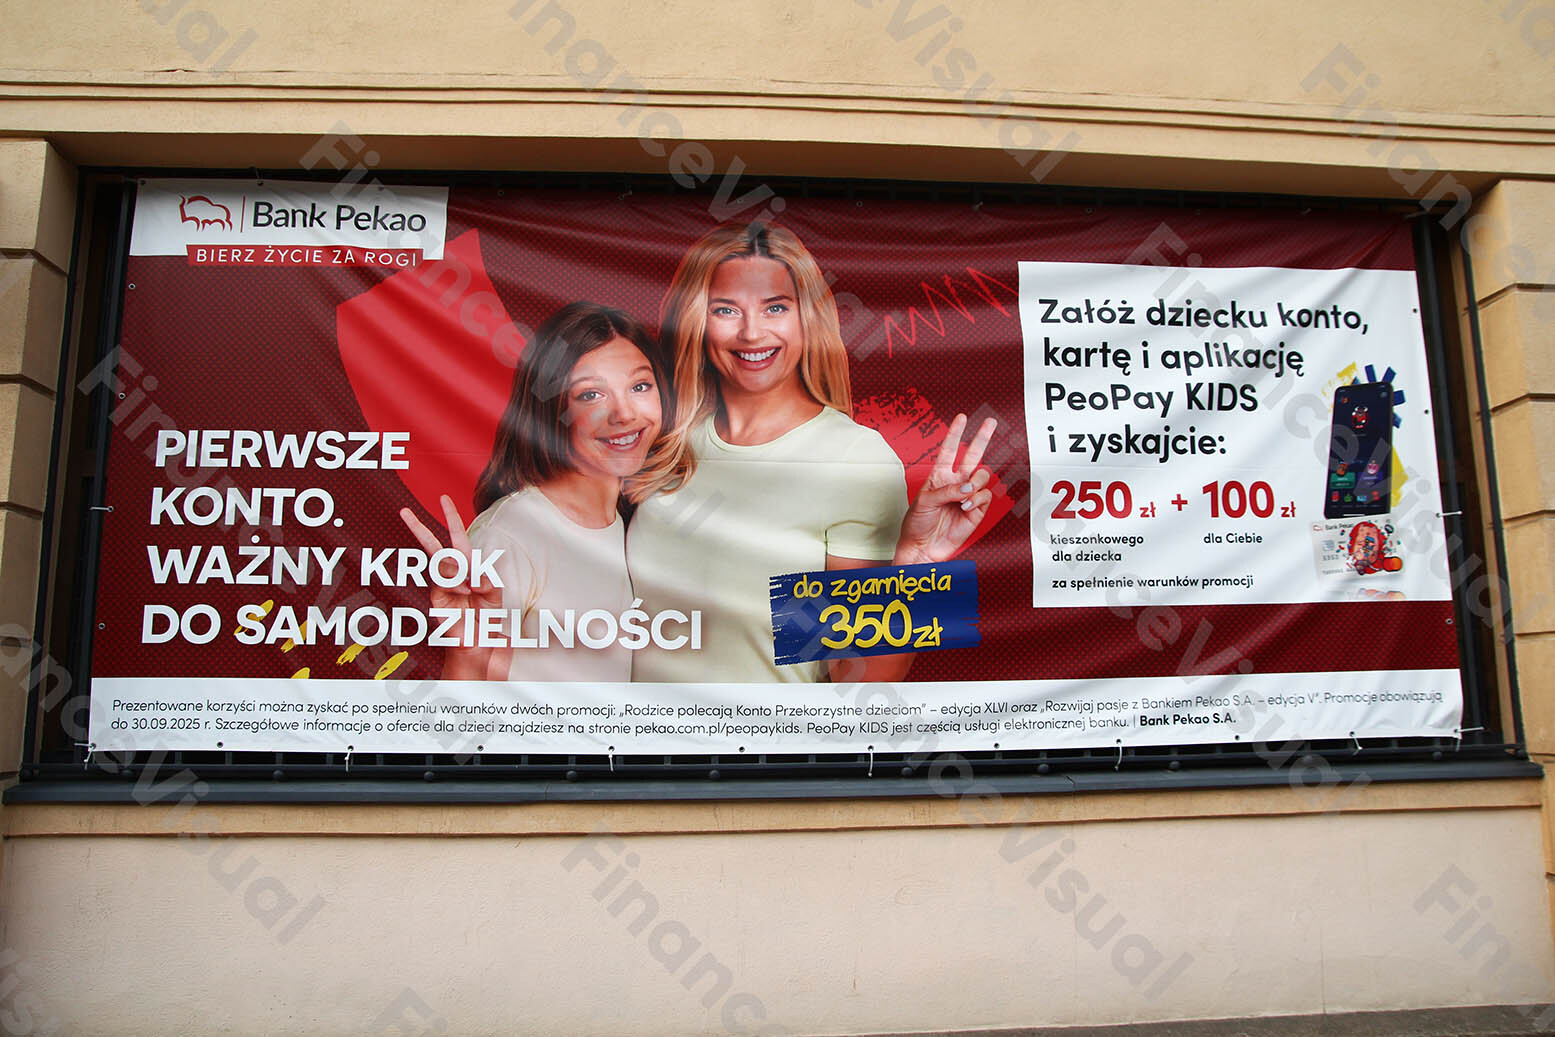 Bank Pekao
BIERZ ŻYCIE ZA ROGI
PIERWSZE
KONTO.
WAŻNY KROK
DO SAMODZIELNOŚCI
do zgarnięcia
350 zł
Załóż dziecku konto,
kartę i aplikację
PeoPay KIDS
i zyskajcie:
250 zł + 100 zł
kieszonkowego
dla dziecka
dla Ciebie
za spełnienie warunków promocji
Bank Pekao
Prezentowane korzyści można zyskać po spełnieniu warunków dwóch promocji: „Rodzice polecają Konto Przekorzystne dzieciom” – edycja XLVI oraz „Rozwijaj pasje z Bankiem Pekao S.A. – edycja V”. Promocje obowiązują
do 30.09.2025 r. Szczegółowe informacje o ofercie dla dzieci znajdziesz na stronie pekao.com.pl/peopaykids. PeoPay KIDS jest częścią usługi elektronicznej banku. | Bank Pekao S.A.
FinanceVisual